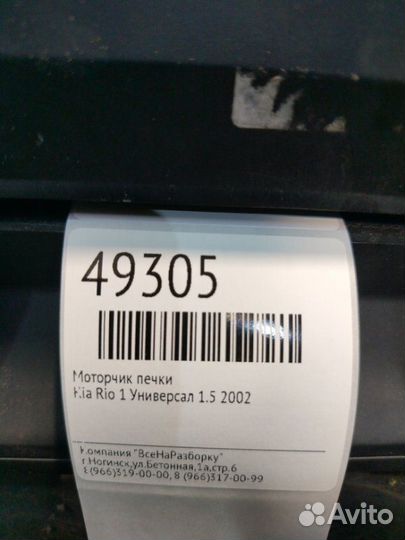 49305
Моторчик печки
Kia Rio 1 Универсал 1.5 2002
Компания "ВсеНаРазборку"
г Ногинск,ул.Бетонная,1а,стр.6
8(966)319-00-00, 8 (966)317-00-99
Avito